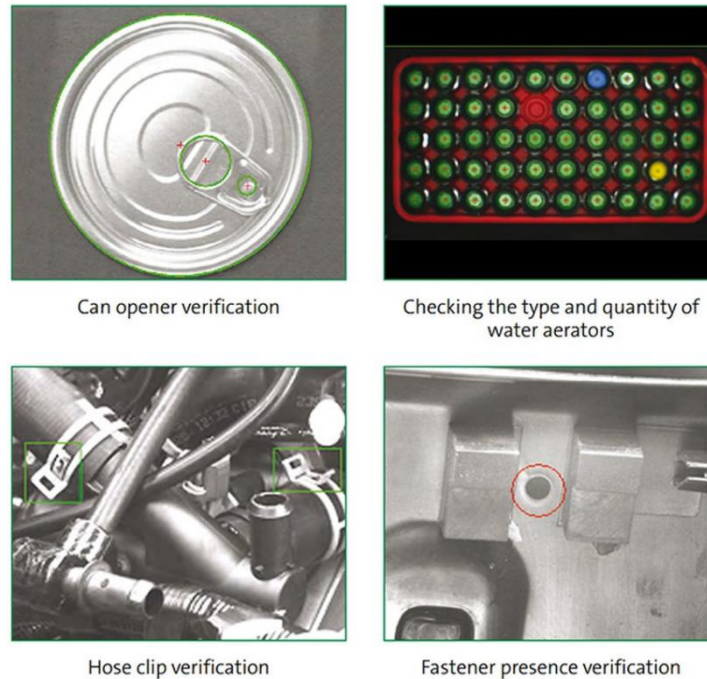 Can opener verification
Checking the type and quantity of
water aerators
Hose clip verification
Fastener presence verification